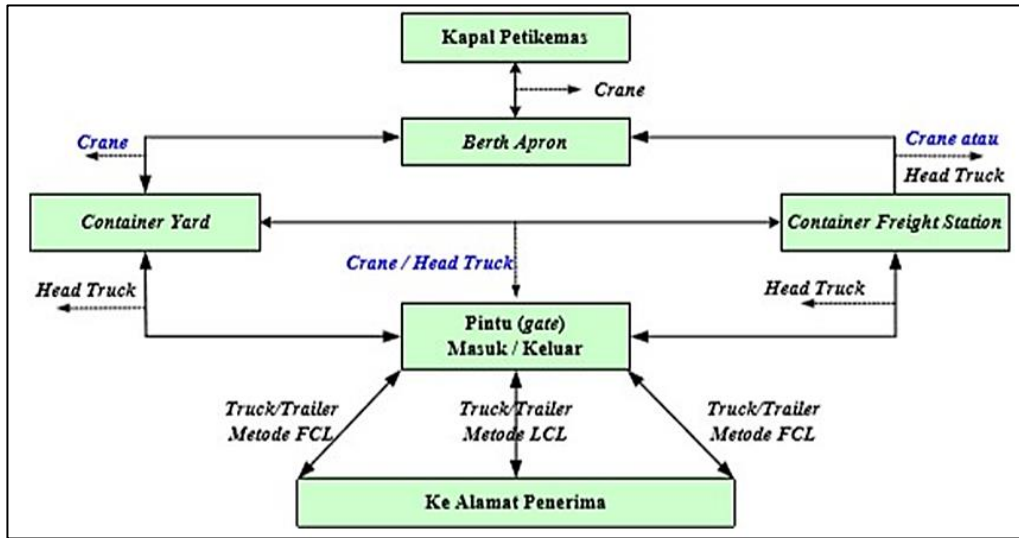 Kapal Petikemas
Crane
Berth Apron
Crane
Crane atau
Head Truck
Container Yard
Container Freight Station
Crane / Head Truck
Head Truck
Head Truck
Pintu (gate)
Masuk / Keluar
Truck/Trailer
Metode FCL
Truck/Trailer
Metode LCL
Truck/Trailer
Metode FCL
Ke Alamat Penerima